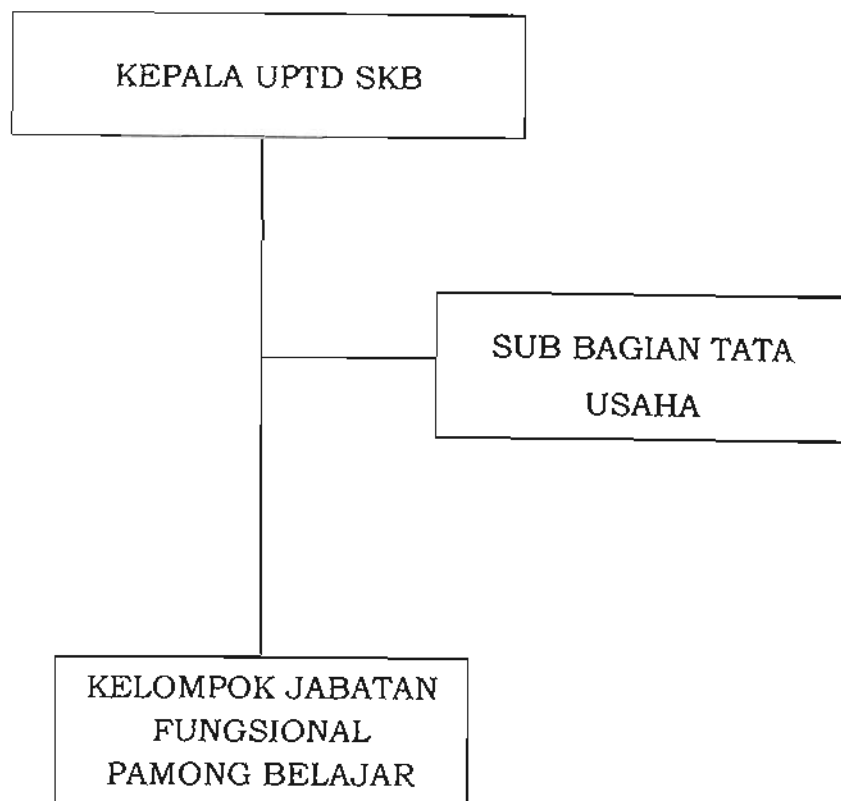 KEPALA UPTD SKB
SUB BAGIAN TATA
USAHA
KELOMPOK JABATAN
FUNGSIONAL
PAMONG BELAJAR